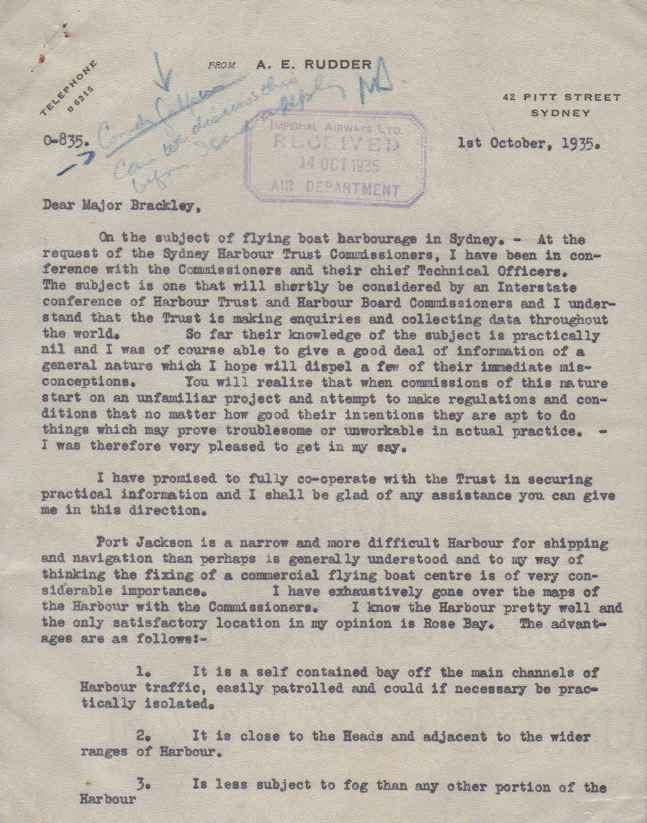 FROM A. E. RUDDER
TELEPHONE
B 6215
42 PITT STREET
SYDNEY
O-835.
can we discuss this
before I send a reply
IMPERIAL AIRWAYS LTD.
RECEIVED
14 OCT 1935
AIR DEPARTMENT
1st October, 1935.
Dear Major Brackley,
On the subject of flying boat harbourage in Sydney. - At the
request of the Sydney Harbour Trust Commissioners, I have been in con-
ference with the Commissioners and their chief Technical Officers.
The subject is one that will shortly be considered by an Interstate
conference of Harbour Trust and Harbour Board Commissioners and I under-
stand that the Trust is making enquiries and collecting data throughout
the world. So far their knowledge of the subject is practically
nil and I was of course able to give a good deal of information of a
general nature which I hope will dispel a few of their immediate mis-
conceptions. You will realize that when commissions of this nature
start on an unfamiliar project and attempt to make regulations and con-
ditions that no matter how good their intentions they are apt to do
things which may prove troublesome or unworkable in actual practice. -
I was therefore very pleased to get in my say.
I have promised to fully co-operate with the Trust in securing
practical information and I shall be glad of any assistance you can give
me in this direction.
Port Jackson is a narrow and more difficult Harbour for shipping
and navigation than perhaps is generally understood and to my way of
thinking the fixing of a commercial flying boat centre is of very con-
siderable importance. I have exhaustively gone over the maps of
the Harbour with the Commissioners. I know the Harbour pretty well and
the only satisfactory location in my opinion is Rose Bay. The advant-
ages are as follows:-
1. It is a self contained bay off the main channels of
Harbour traffic, easily patrolled and could if necessary be prac-
tically isolated.
2. It is close to the Heads and adjacent to the wider
ranges of Harbour.
3. Is less subject to fog than any other portion of the
Harbour